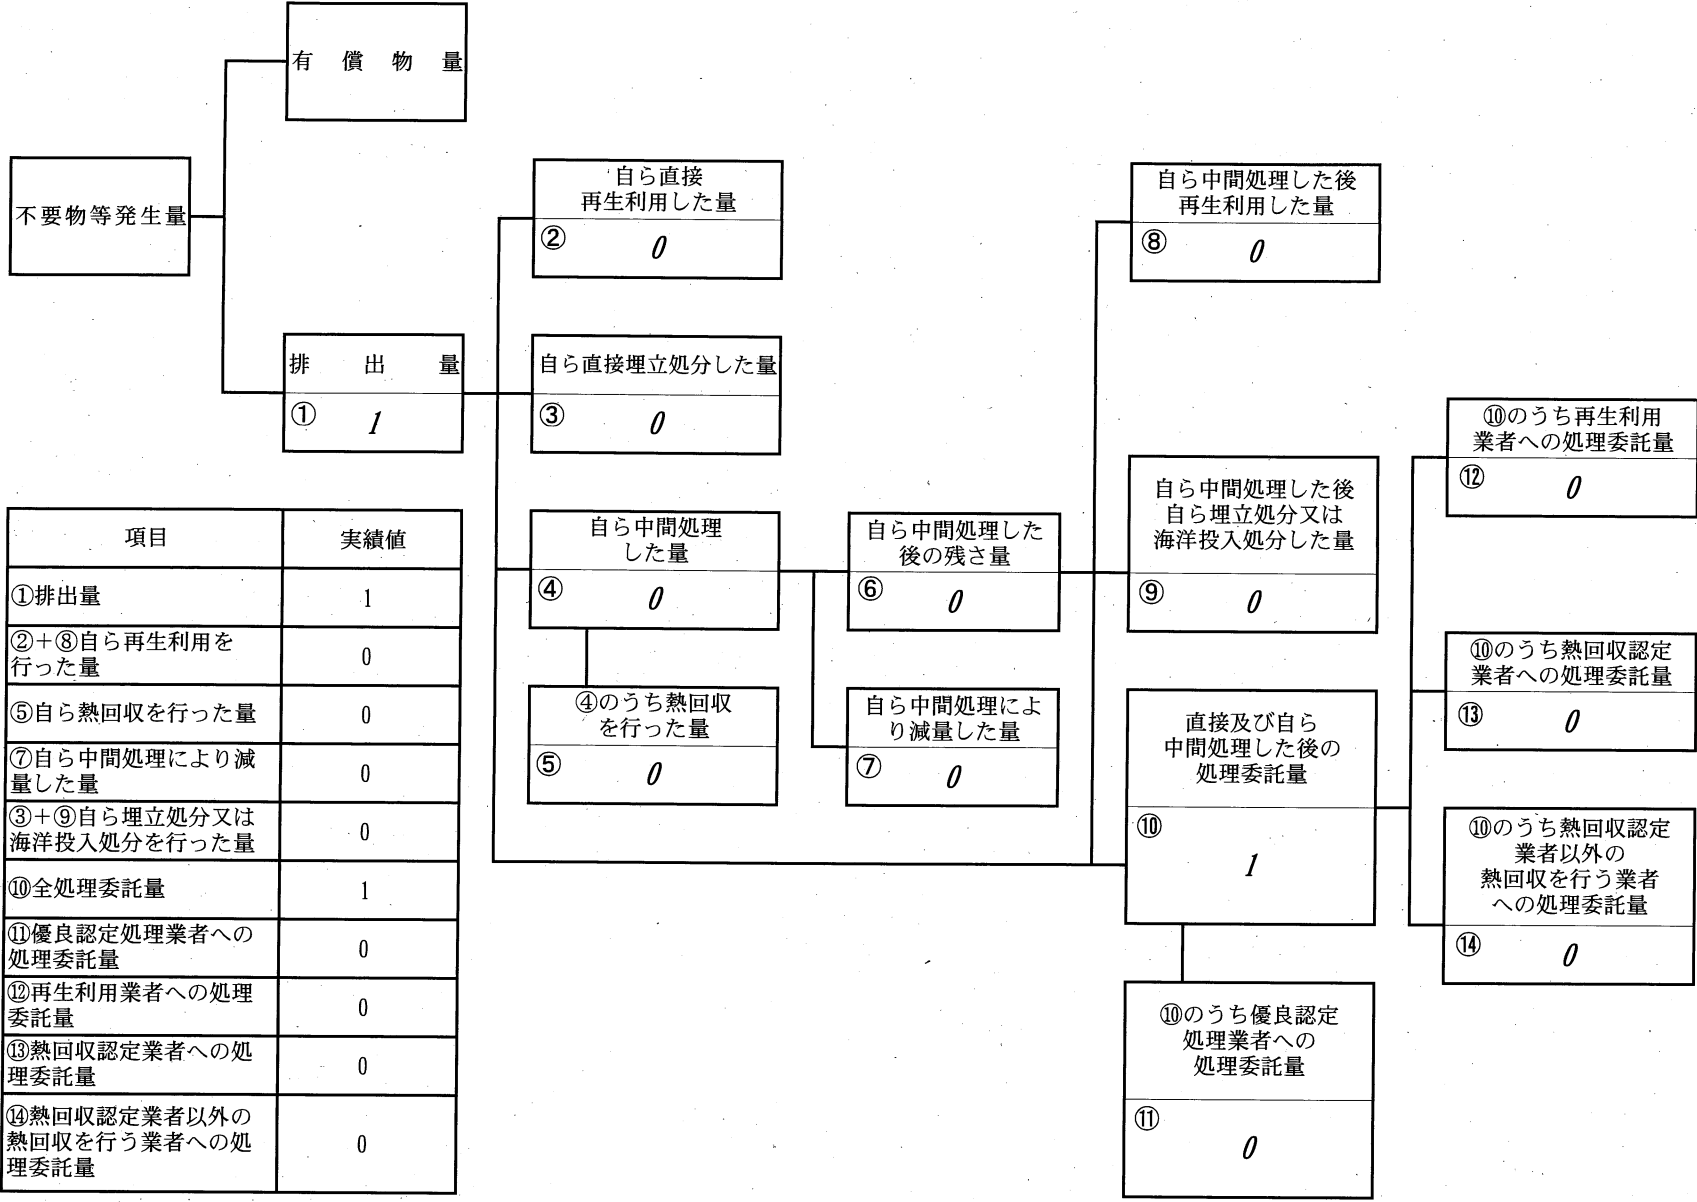 有償物量
不要物等発生量
排出量
①
1
自ら直接
再生利用した量
②
0
自ら直接埋立処分した量
③
0
自ら中間処理
した量
④
0
④のうち熱回収
を行った量
⑤
0
自ら中間処理した
後の残さ量
⑥
0
自ら中間処理によ
り減量した量
⑦
0
自ら中間処理した後
再生利用した量
⑧
0
自ら中間処理した後
自ら埋立処分又は
海洋投入処分した量
⑨
0
直接及び自ら
中間処理した後の
処理委託量
⑩
1
⑩のうち優良認定
処理業者への
処理委託量
⑪
0
⑩のうち再生利用
業者への処理委託量
⑫
0
⑩のうち熱回収認定
業者への処理委託量
⑬
0
⑩のうち熱回収認定
業者以外の
熱回収を行う業者
への処理委託量
⑭
0
項目 実績値
①排出量 1
②+⑧自ら再生利用を
行った量 0
⑤自ら熱回収を行った量 0
⑦自ら中間処理により減
量した量 0
③+⑨自ら埋立処分又は
海洋投入処分を行った量 0
⑩全処理委託量 1
⑪優良認定処理業者への
処理委託量 0
⑫再生利用業者への処理
委託量 0
⑬熱回収認定業者への処
理委託量 0
⑭熱回収認定業者以外の
熱回収を行う業者への処
理委託量 0